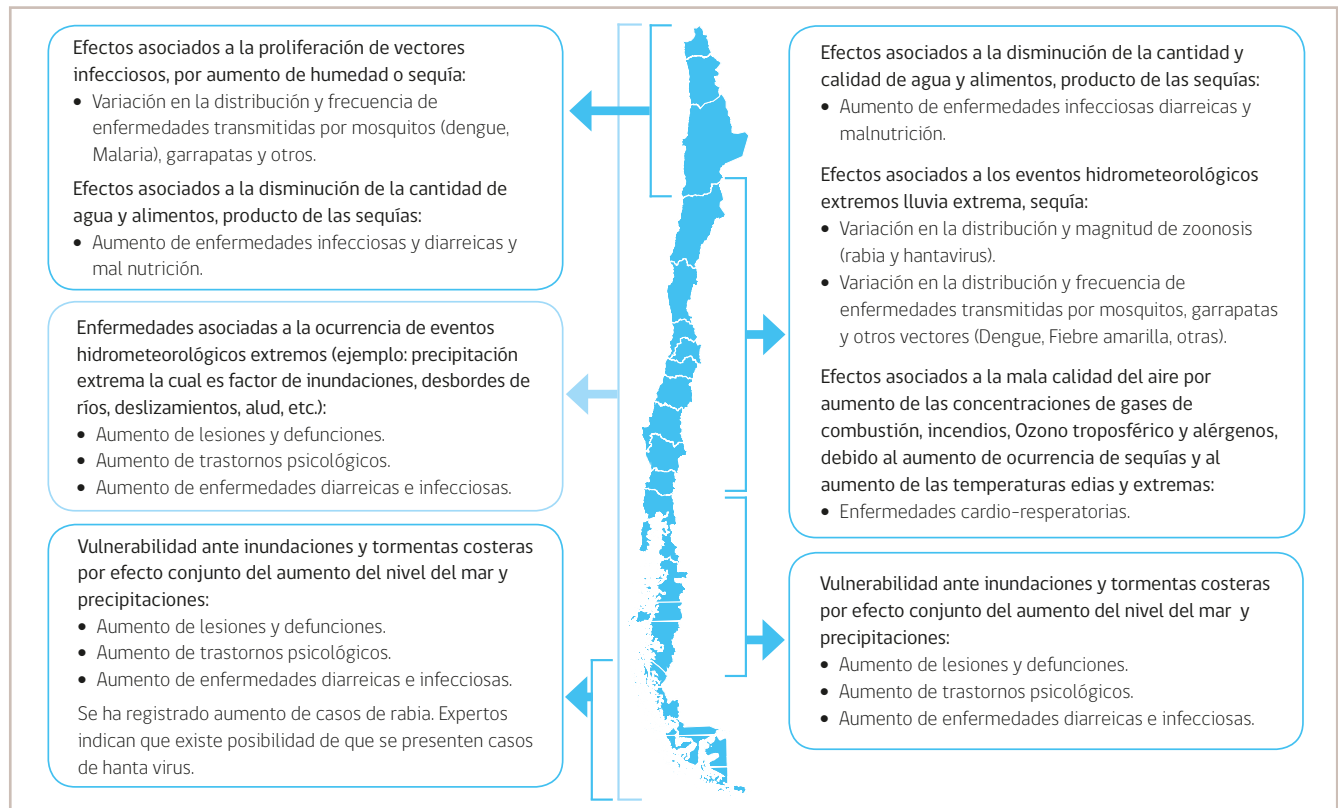 Efectos asociados a la proliferación de vectores
infecciosos, por aumento de humedad o sequía:
• Variación en la distribución y frecuencia de
enfermedades transmitidas por mosquitos (dengue,
Malaria), garrapatas y otros.
Efectos asociados a la disminución de la cantidad de
agua y alimentos, producto de las sequías:
• Aumento de enfermedades infecciosas y diarreicas y
mal nutrición.
Enfermedades asociadas a la ocurrencia de eventos
hidrometeorológicos extremos (ejemplo: precipitación
extrema la cual es factor de inundaciones, desbordes de
ríos, deslizamientos, alud, etc.):
• Aumento de lesiones y defunciones.
• Aumento de trastornos psicológicos.
• Aumento de enfermedades diarreicas e infecciosas.
Vulnerabilidad ante inundaciones y tormentas costeras
por efecto conjunto del aumento del nivel del mar y
precipitaciones:
• Aumento de lesiones y defunciones.
• Aumento de trastornos psicológicos.
• Aumento de enfermedades diarreicas e infecciosas.
Se ha registrado aumento de casos de rabia. Expertos
indican que existe posibilidad de que se presenten casos
de hanta virus.
Efectos asociados a la disminución de la cantidad y
calidad de agua y alimentos, producto de las sequías:
• Aumento de enfermedades infecciosas diarreicas y
malnutrición.
Efectos asociados a los eventos hidrometeorológicos
extremos lluvia extrema, sequía:
• Variación en la distribución y magnitud de zoonosis
(rabia y hantavirus).
• Variación en la distribución y frecuencia de
enfermedades transmitidas por mosquitos, garrapatas
y otros vectores (Dengue, Fiebre amarilla, otras).
Efectos asociados a la mala calidad del aire por
aumento de las concentraciones de gases de
combustión, incendios, Ozono troposférico y alérgenos,
debido al aumento de ocurrencia de sequías y al
aumento de las temperaturas edias y extremas:
• Enfermedades cardio-resperatorias.
Vulnerabilidad ante inundaciones y tormentas costeras
por efecto conjunto del aumento del nivel del mar y
precipitaciones:
• Aumento de lesiones y defunciones.
• Aumento de trastornos psicológicos.
• Aumento de enfermedades diarreicas e infecciosas.